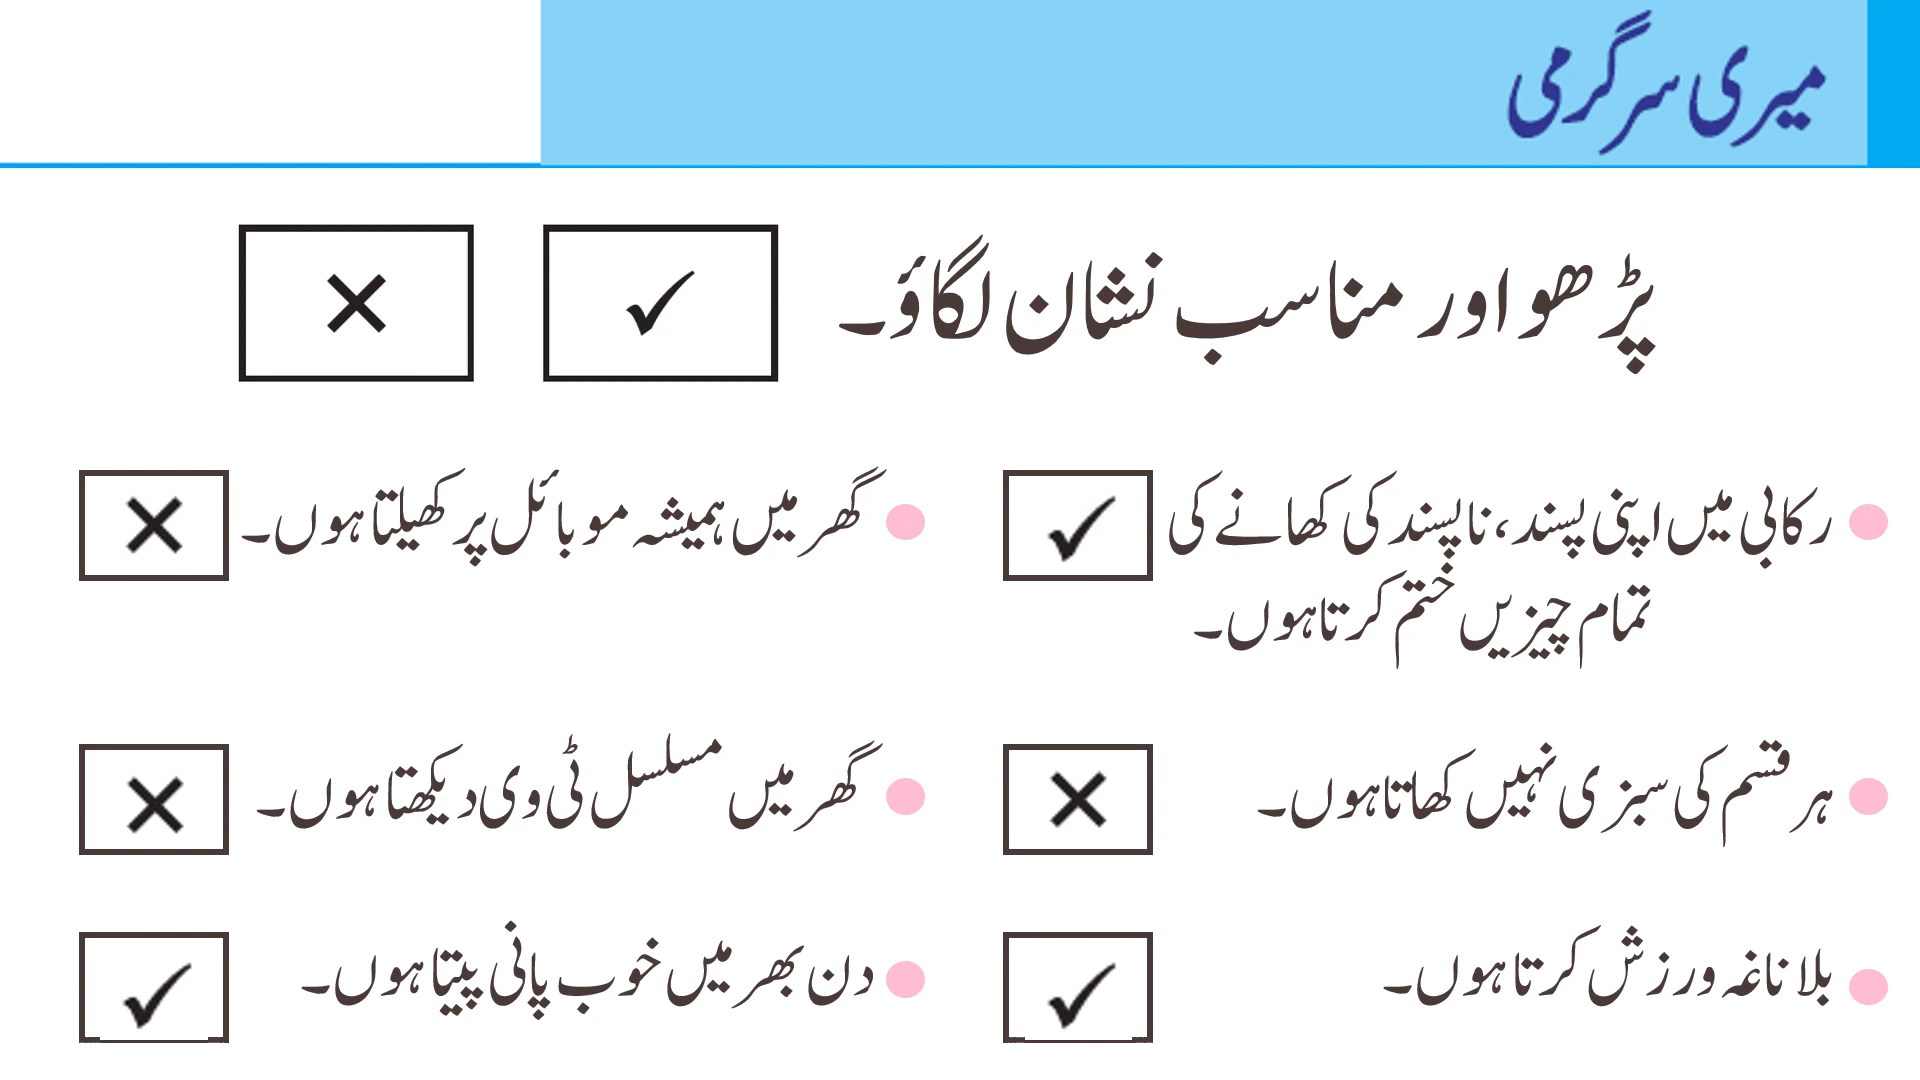 میری سرگرمی
پڑھو اور مناسب نشان لگاؤ۔ ✓ ✕
رکابی میں اپنی پسند، ناپسند کی کھانے کی ✓
تمام چیزیں ختم کرتا ہوں۔
گھر میں ہمیشہ موبائل پر کھیلتا ہوں۔ ✕
ہر قسم کی سبزی نہیں کھاتا ہوں۔ ✕
گھر میں مسلسل ٹی وی دیکھتا ہوں۔ ✕
بلا ناغہ ورزش کرتا ہوں۔ ✓
دن بھر میں خوب پانی پیتا ہوں۔ ✓